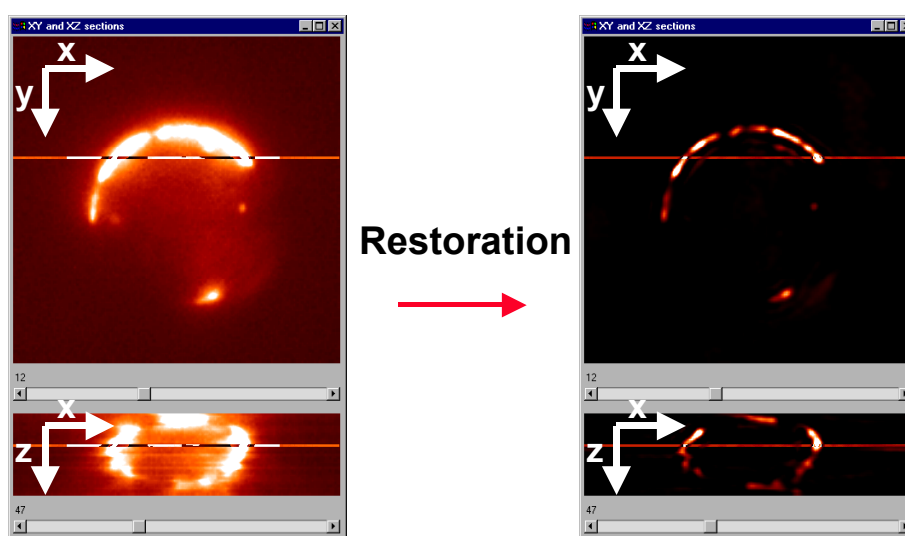 XY and XZ sections
x
y
12
x
z
47
Restoration
XY and XZ sections
x
y
12
x
z
47